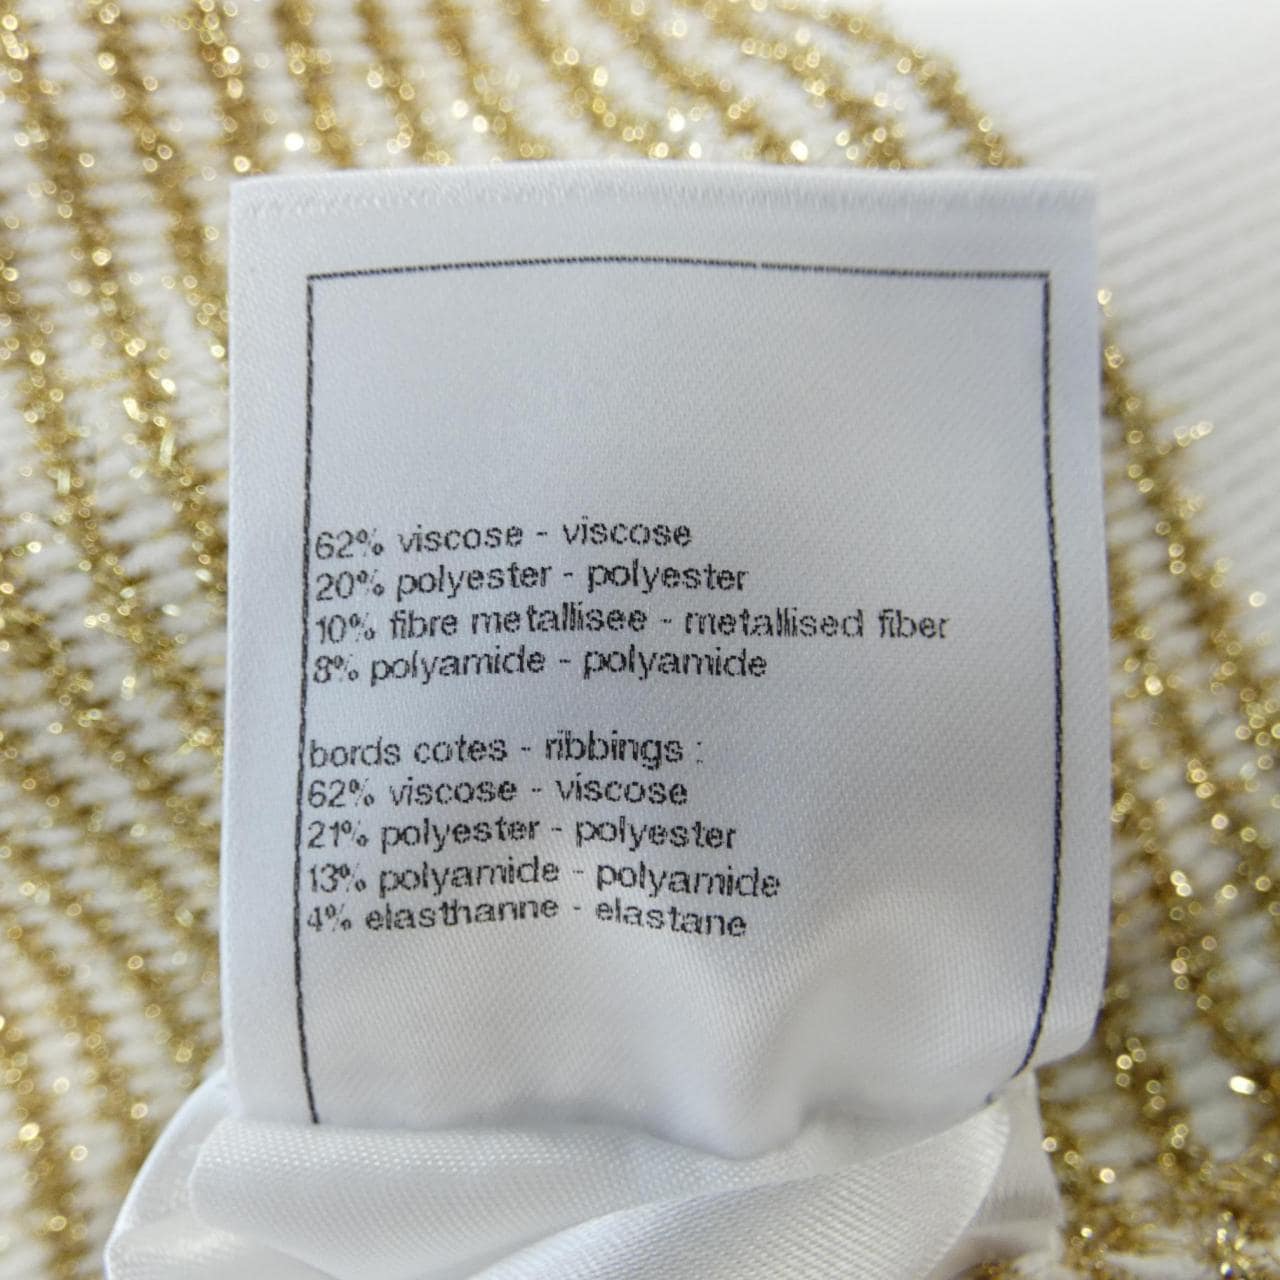 62% viscose - viscose
20% polyester - polyester
10% fibre metallisee - metallised fiber
8% polyamide - polyamide
bords cotes - ribbings :
62% viscose - viscose
21% polyester - polyester
13% polyamide - polyamide
4% elasthanne - elastane